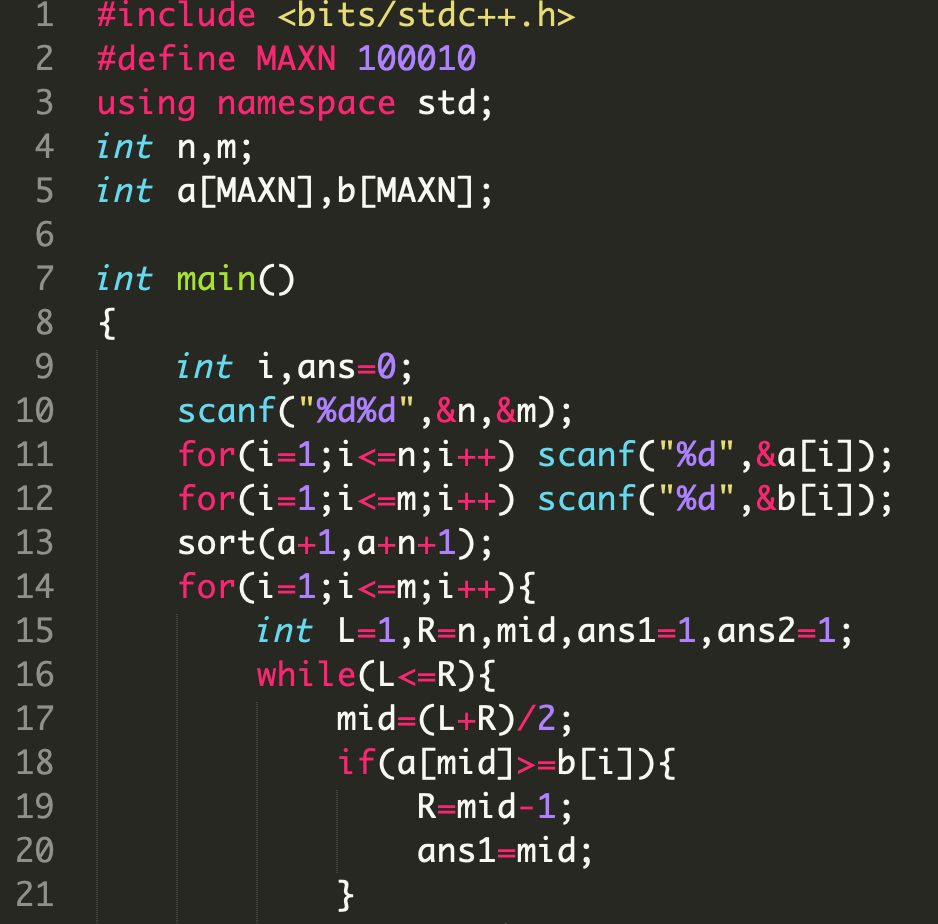 1 #include <bits/stdc++.h>
2 #define MAXN 100010
3 using namespace std;
4 int n,m;
5 int a[MAXN],b[MAXN];
6
7 int main()
8 {
9     int i,ans=0;
10     scanf("%d%d",&n,&m);
11     for(i=1;i<=n;i++) scanf("%d",&a[i]);
12     for(i=1;i<=m;i++) scanf("%d",&b[i]);
13     sort(a+1,a+n+1);
14     for(i=1;i<=m;i++){
15         int L=1,R=n,mid,ans1=1,ans2=1;
16         while(L<=R){
17             mid=(L+R)/2;
18             if(a[mid]>=b[i]){
19                 R=mid-1;
20                 ans1=mid;
21             }